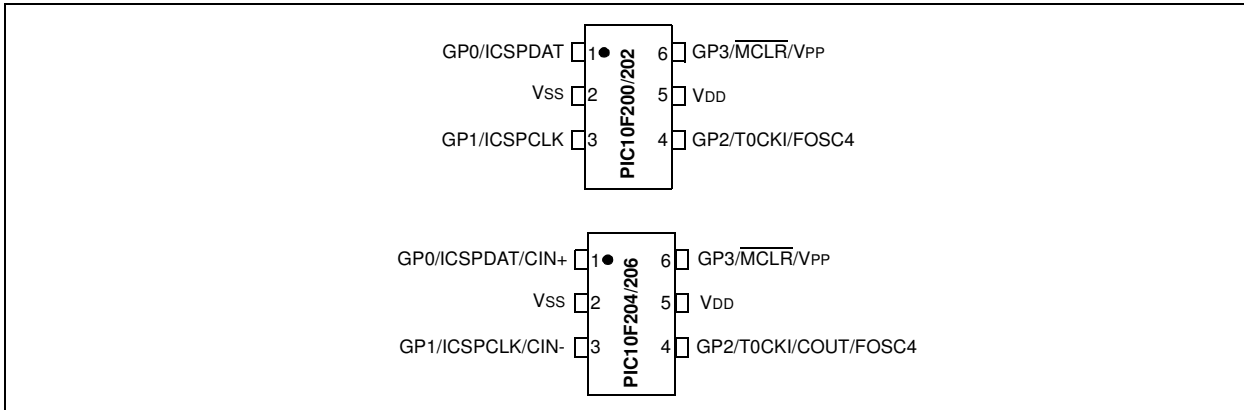 GP0/ICSPDAT 1 6 GP3/MCLR/VPP
VSS 2 5 VDD
GP1/ICSPCLK 3 4 GP2/T0CKI/FOSC4
PIC10F200/202
GP0/ICSPDAT/CIN+ 1 6 GP3/MCLR/VPP
VSS 2 5 VDD
GP1/ICSPCLK/CIN- 3 4 GP2/T0CKI/COUT/FOSC4
PIC10F204/206